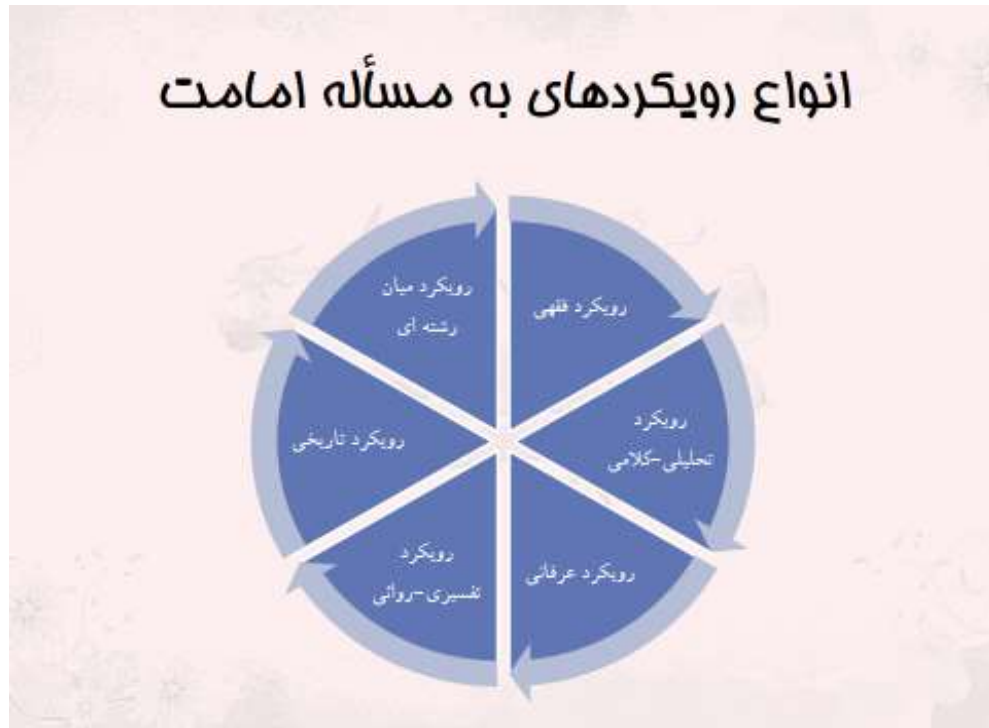 انواع رویکردهای به مسأله امامت
رویکرد فقهی
رویکرد
تحلیلی-کلامی
رویکرد عرفانی
رویکرد
تفسیری-روائی
رویکرد تاریخی
رویکرد میان
رشته ای